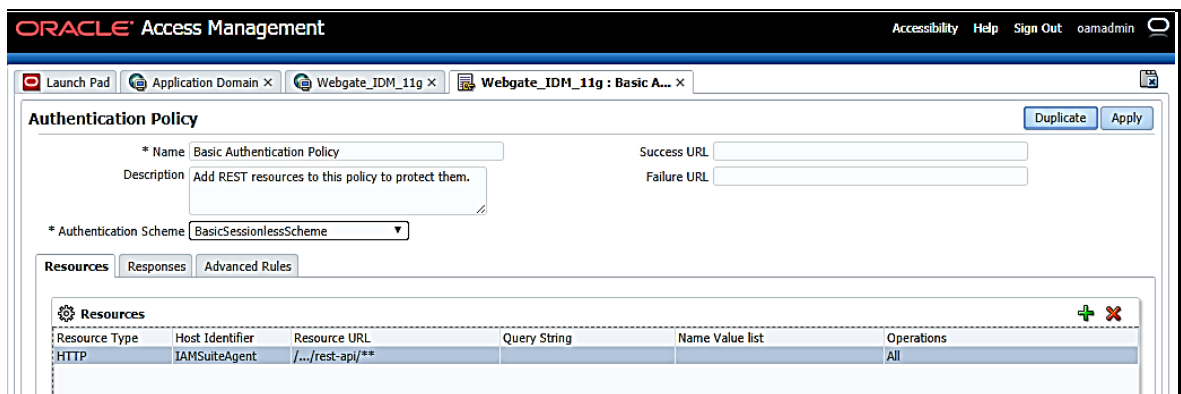 ORACLE Access Management Accessibility Help Sign Out oamadmin
Launch Pad Application Domain × Webgate_IDM_11g × Webgate_IDM_11g : Basic A... ×
Authentication Policy Duplicate Apply
* Name Basic Authentication Policy Success URL
Description Add REST resources to this policy to protect them. Failure URL
* Authentication Scheme BasicSessionlessScheme
Resources Responses Advanced Rules
Resources
Resource Type Host Identifier Resource URL Query String Name Value list Operations
HTTP IAMSuiteAgent /.../rest-api/** All